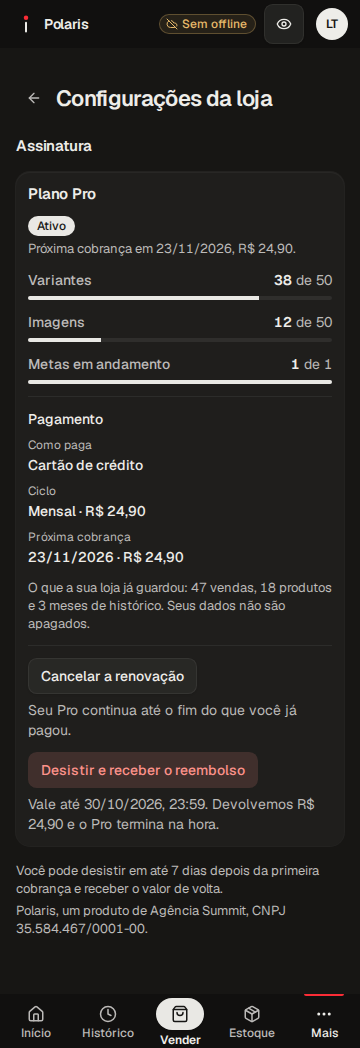 Polaris
Sem offline
LT
Configurações da loja
Assinatura
Plano Pro
Ativo
Próxima cobrança em 23/11/2026, R$ 24,90.
Variantes 38 de 50
Imagens 12 de 50
Metas em andamento 1 de 1
Pagamento
Como paga
Cartão de crédito
Ciclo
Mensal · R$ 24,90
Próxima cobrança
23/11/2026 · R$ 24,90
O que a sua loja já guardou: 47 vendas, 18 produtos
e 3 meses de histórico. Seus dados não são
apagados.
Cancelar a renovação
Seu Pro continua até o fim do que você já
pagou.
Desistir e receber o reembolso
Vale até 30/10/2026, 23:59. Devolvemos R$
24,90 e o Pro termina na hora.
Você pode desistir em até 7 dias depois da primeira
cobrança e receber o valor de volta.
Polaris, um produto de Agência Summit, CNPJ
35.584.467/0001-00.
Início
Histórico
Vender
Estoque
Mais